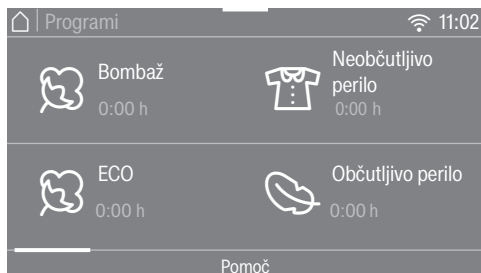 Programi 11:02
Bombaž
0:00 h
Neobčutljivo
perilo
0:00 h
ECO
0:00 h
Občutljivo perilo
0:00 h
Pomoč